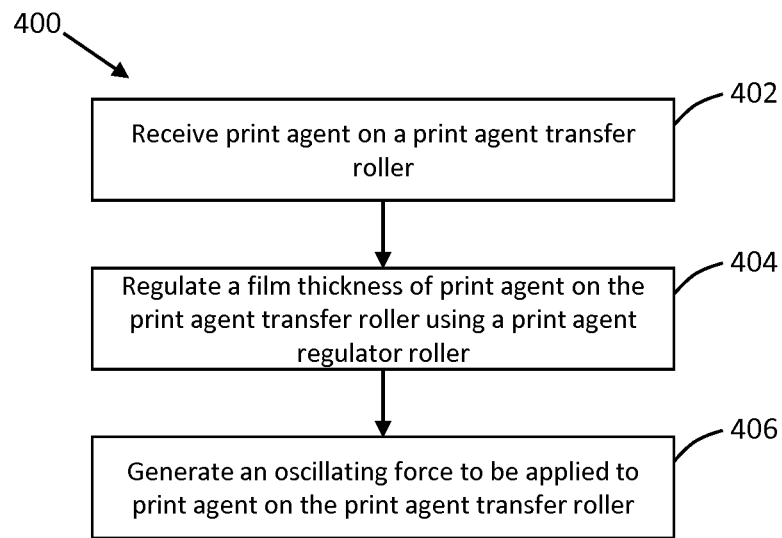 400
402
Receive print agent on a print agent transfer
roller
404
Regulate a film thickness of print agent on the
print agent transfer roller using a print agent
regulator roller
406
Generate an oscillating force to be applied to
print agent on the print agent transfer roller